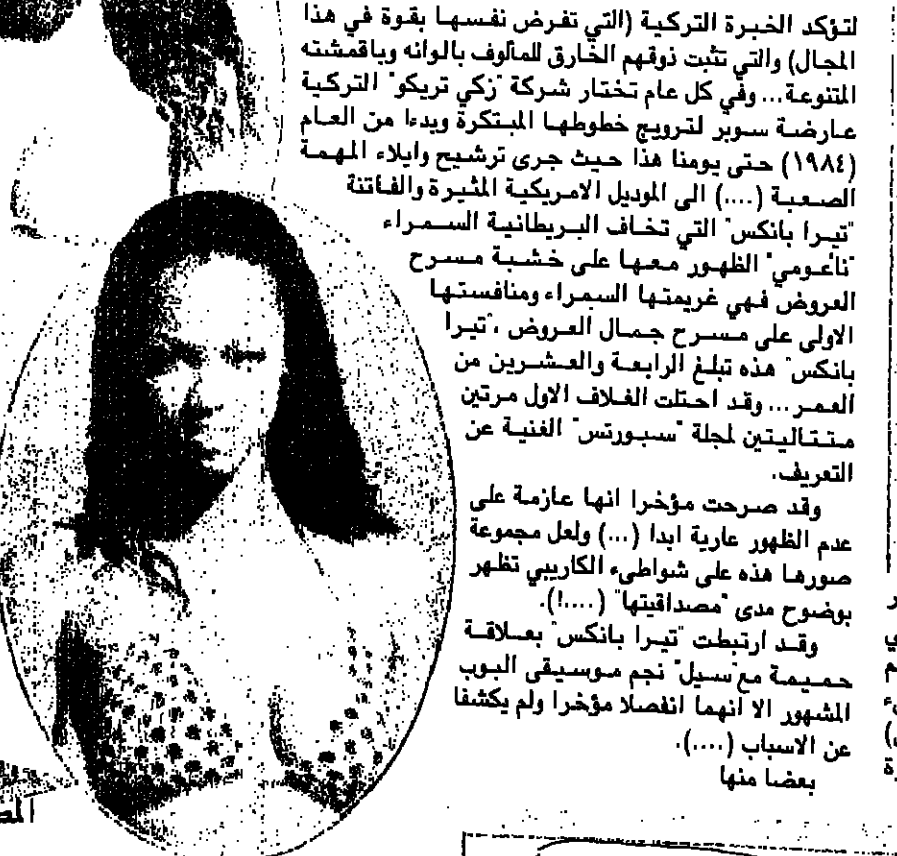 لتؤكد الخبرة التركية (التي تفرض نفسها بقوة في هذا
المجال) والتي تثبت ذوقهم الخارق للمألوف بالوانه وباقمشته
المتنوعة... وفي كل عام تختار شركة "زكي تريكو" التركية
عارضة سوبر لترويج خطوطها المبتكرة وبدءا من العام
(١٩٨٤) حتى يومنا هذا حيث جرى ترشيح وايلاء المهمة
الصعبة (....) الى الموديل الامريكية المثيرة والفاتنة
"تيرا بانكس" التي تخاف البريطانية السمراء
"ناعومي" الظهور معها على خشبة مسرح
العروض فهي غريمتها السمراء ومنافستها
الاولى على مسرح جمال العروض ،"تيرا
بانكس" هذه تبلغ الرابعة والعشرين من
العمر... وقد احتلت الغلاف الاول مرتين
متتاليتين لمجلة "سبورتس" الغنية عن
التعريف.
وقد صرحت مؤخرا انها عازمة على
عدم الظهور عارية ابدا (...) ولعل مجموعة
صورها هذه على شواطىء الكاريبي تظهر
بوضوح مدى "مصداقيتها" (....!).
وقد ارتبطت "تيرا بانكس" بعلاقة
حميمة مع "سيل" نجم موسيقى البوب
المشهور الا انهما انفصلا مؤخرا ولم يكشفا
عن الاسباب (....).
بعضا منها